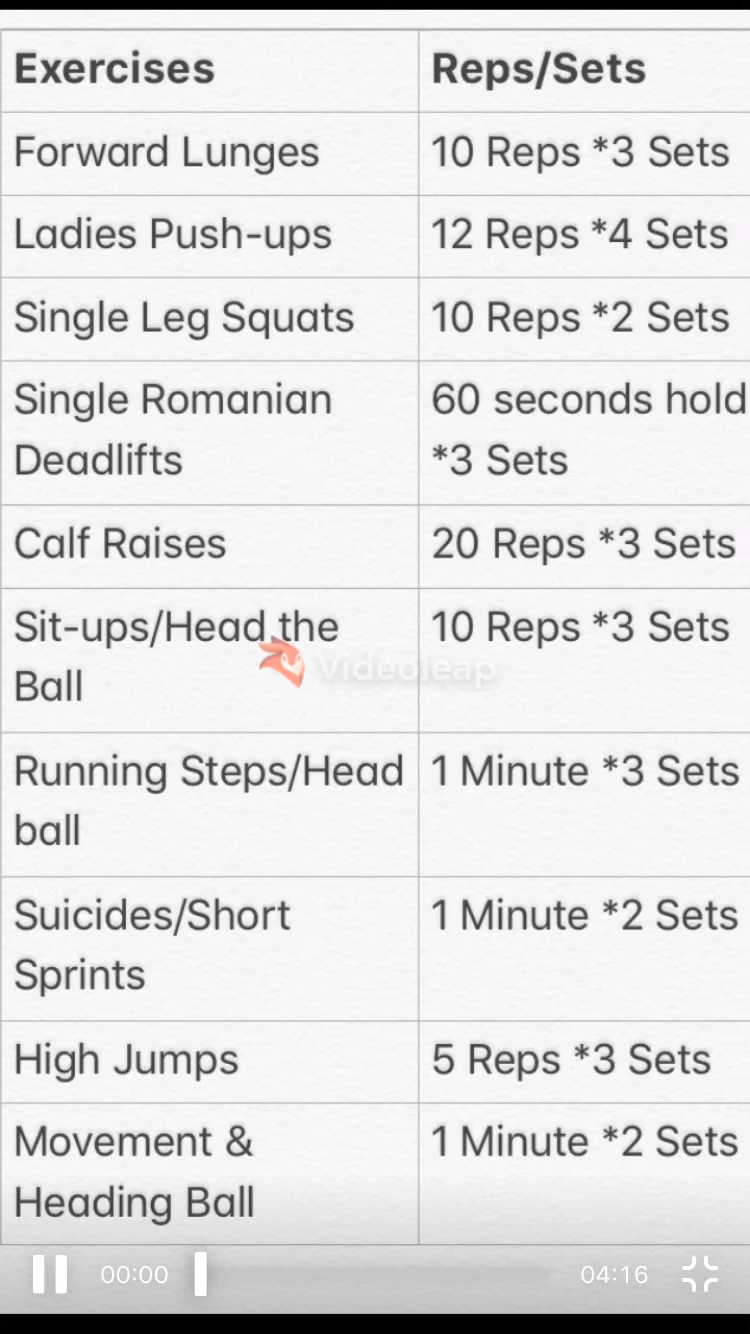 Exercises
Reps/Sets
Forward Lunges
10 Reps *3 Sets
Ladies Push-ups
12 Reps *4 Sets
Single Leg Squats
10 Reps *2 Sets
Single Romanian
Deadlifts
60 seconds hold
*3 Sets
Calf Raises
20 Reps *3 Sets
Sit-ups/Head the
Ball
10 Reps *3 Sets
Videoleap
Running Steps/Head
ball
1 Minute *3 Sets
Suicides/Short
Sprints
1 Minute *2 Sets
High Jumps
5 Reps *3 Sets
Movement &
Heading Ball
1 Minute *2 Sets
00:00
04:16